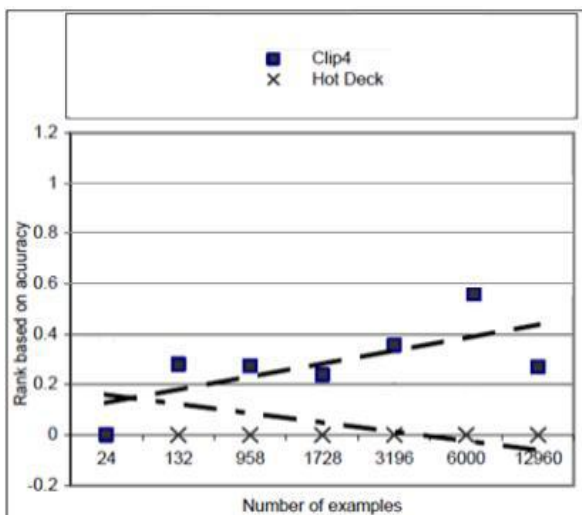 Clip4
Hot Deck
1.2
1
0.8
0.6
0.4
0.2
0
-0.2
Rank based on acuuracy
24 132 958 1728 3196 6000 12960
Number of examples